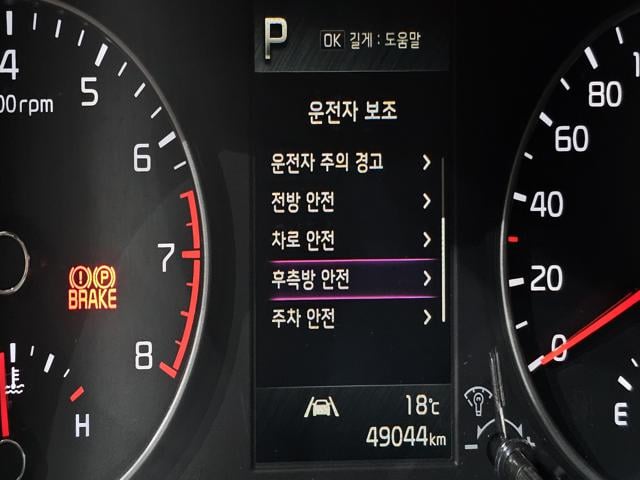 P
OK 길게 : 도움말
운전자 보조
운전자 주의 경고
전방 안전
차로 안전
후측방 안전
주차 안전
18℃
49044km
4
5
00rpm
6
7
8
BRAKE
P
H
80
60
40
20
0
E